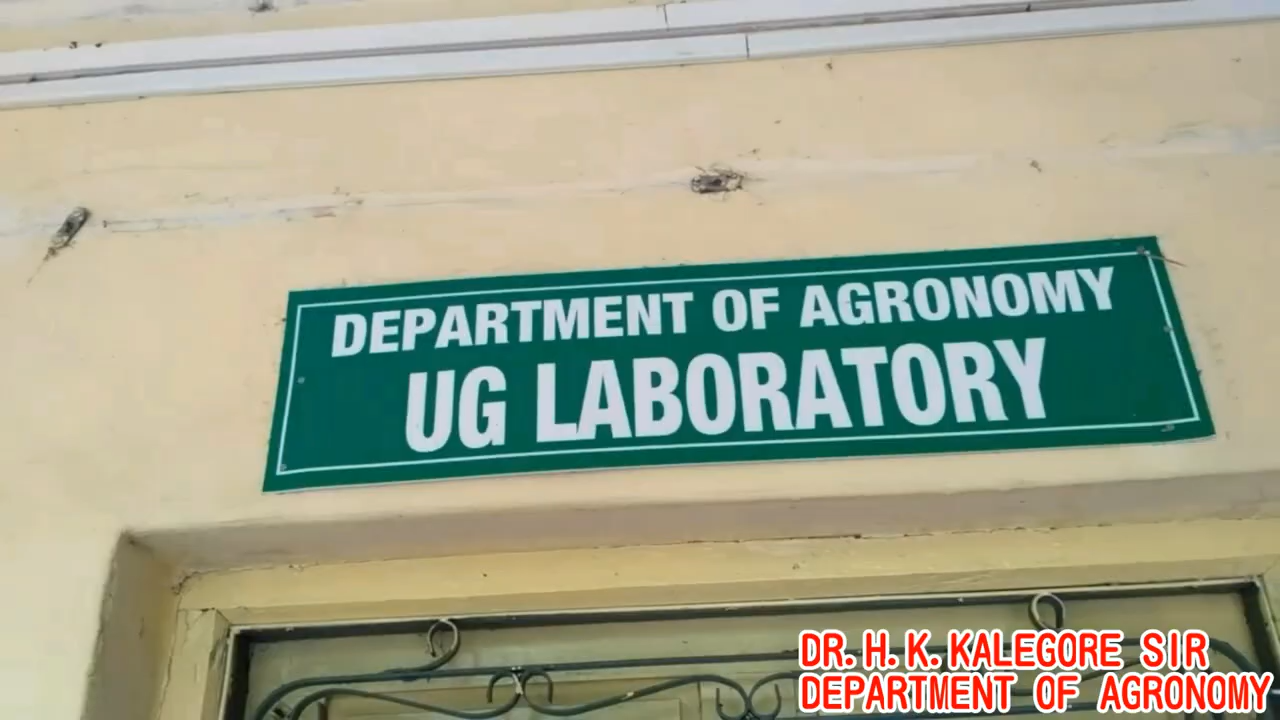 DEPARTMENT OF AGRONOMY
UG LABORATORY
DR. H. K. KALEGORE SIR
DEPARTMENT OF AGRONOMY